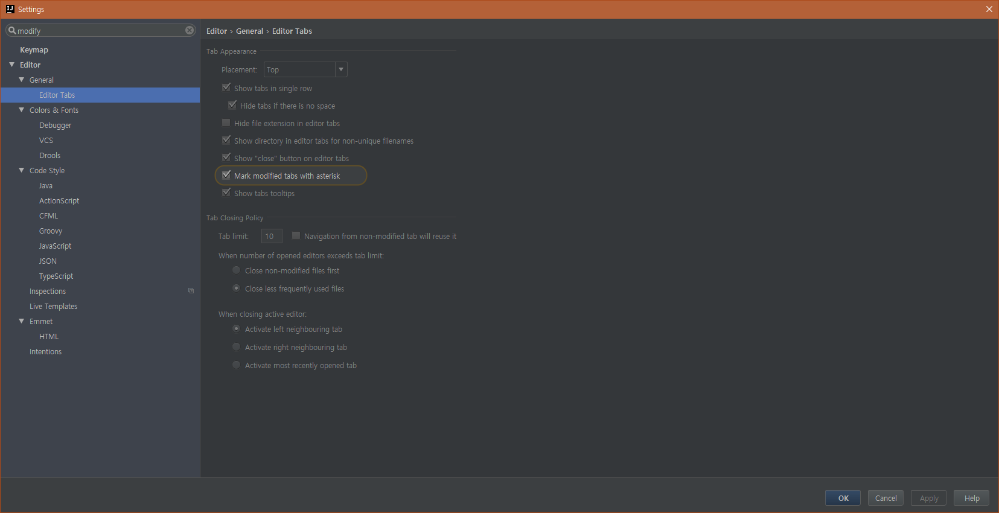 IJ Settings
modify
Keymap
Editor
General
Editor Tabs
Colors & Fonts
Debugger
VCS
Drools
Code Style
Java
ActionScript
CFML
Groovy
JavaScript
JSON
TypeScript
Inspections
Live Templates
Emmet
HTML
Intentions
Editor › General › Editor Tabs
Tab Appearance
Placement: Top
Show tabs in single row
Hide tabs if there is no space
Hide file extension in editor tabs
Show directory in editor tabs for non-unique filenames
Show "close" button on editor tabs
Mark modified tabs with asterisk
Show tabs tooltips
Tab Closing Policy
Tab limit: 10 Navigation from non-modified tab will reuse it
When number of opened editors exceeds tab limit:
Close non-modified files first
Close less frequently used files
When closing active editor:
Activate left neighbouring tab
Activate right neighbouring tab
Activate most recently opened tab
OK Cancel Apply Help